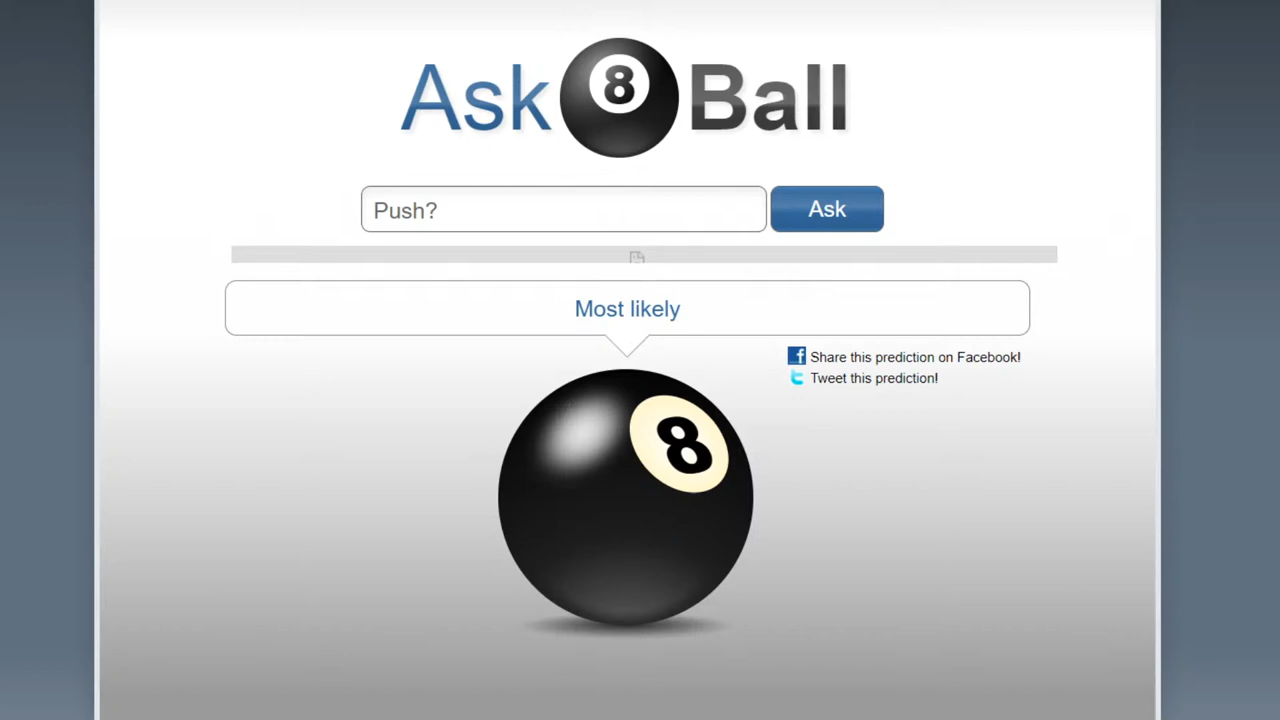 Ask 8 Ball
Push?
Ask
Most likely
Share this prediction on Facebook!
Tweet this prediction!
8